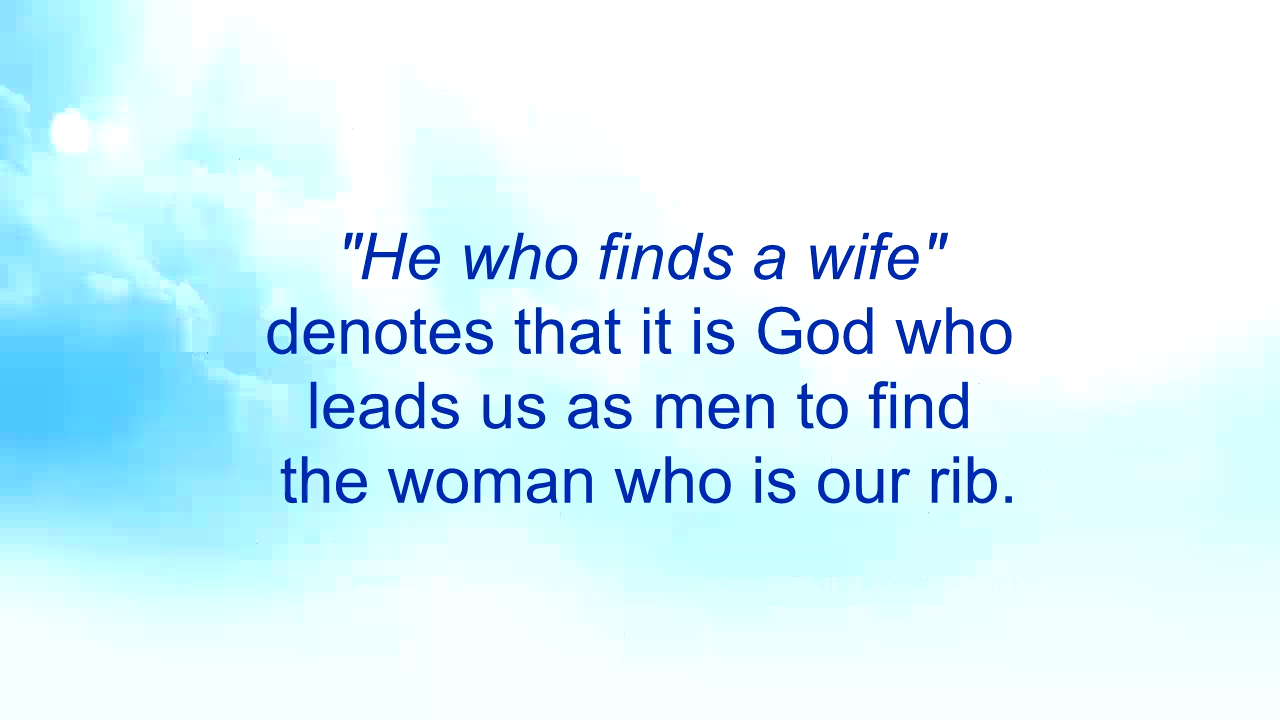 "He who finds a wife"
denotes that it is God who
leads us as men to find
the woman who is our rib.